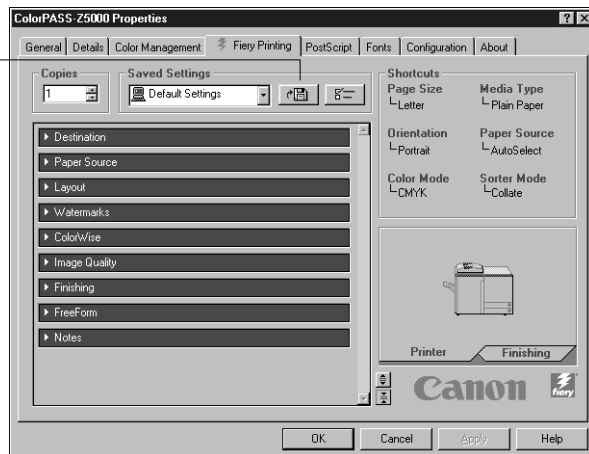 ColorPASS-Z5000 Properties
General Details Color Management Fiery Printing PostScript Fonts Configuration About
Copies
1
Saved Settings
Default Settings
Shortcuts
Page Size
Letter
Media Type
Plain Paper
Orientation
Portrait
Paper Source
AutoSelect
Color Mode
CMYK
Sorter Mode
Collate
Destination
Paper Source
Layout
Watermarks
ColorWise
Image Quality
Finishing
FreeForm
Notes
Printer Finishing
Canon fiery
OK Cancel Apply Help